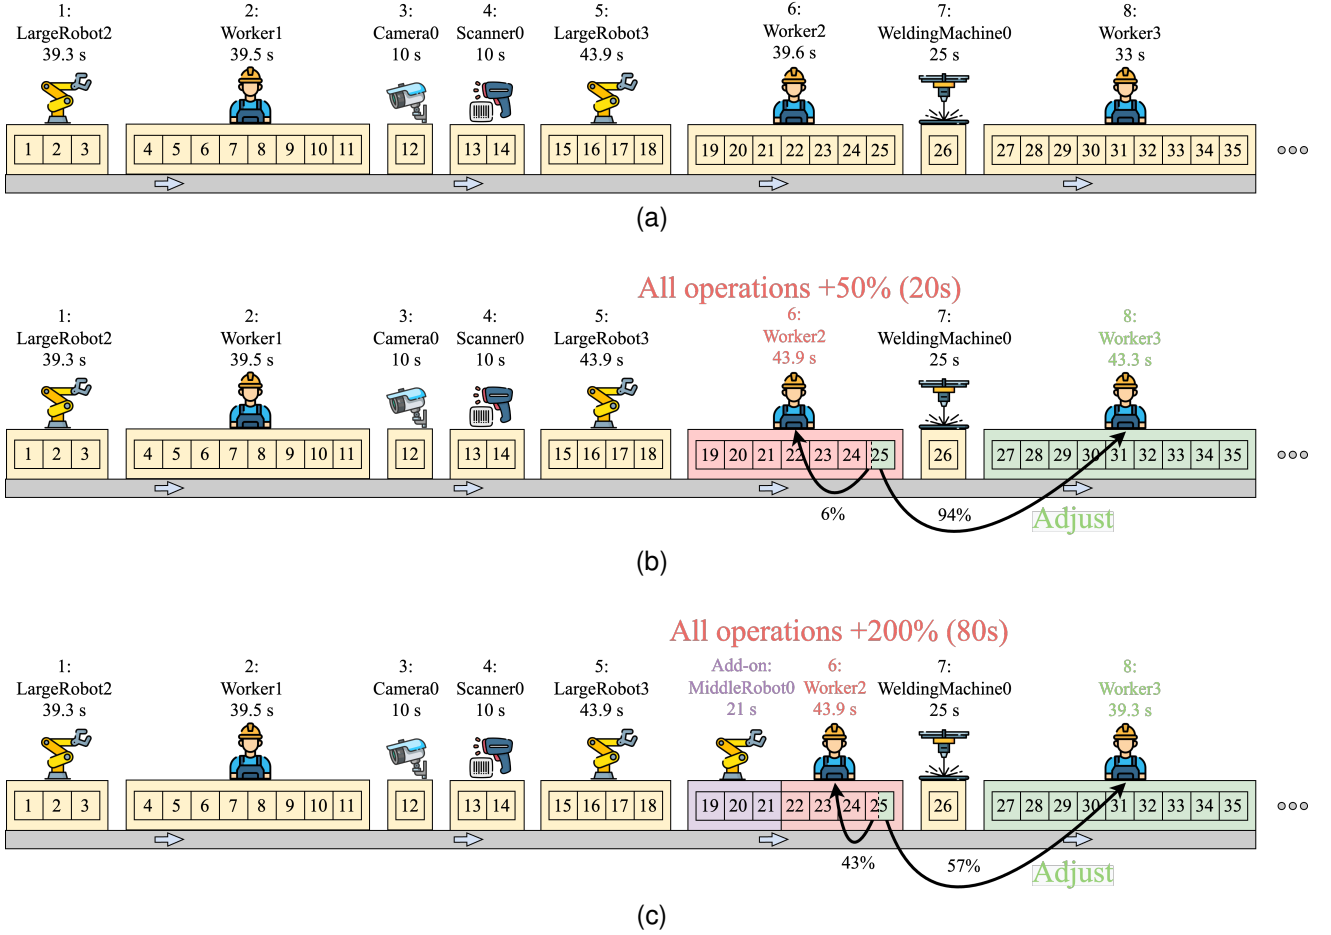 1: 2: 3: 4: 5: 6: 7: 8:
LargeRobot2 Worker1 Camera0 Scanner0 LargeRobot3 Worker2 WeldingMachine0 Worker3
39.3 s 39.5 s 10 s 10 s 43.9 s 39.6 s 25 s 33 s
1 2 3 4 5 6 7 8 9 10 11 12 13 14 15 16 17 18 19 20 21 22 23 24 25 26 27 28 29 30 31 32 33 34 35
(a)
All operations +50% (20s)
1: 2: 3: 4: 5: 6: 7: 8:
LargeRobot2 Worker1 Camera0 Scanner0 LargeRobot3 Worker2 WeldingMachine0 Worker3
39.3 s 39.5 s 10 s 10 s 43.9 s 43.9 s 25 s 43.3 s
1 2 3 4 5 6 7 8 9 10 11 12 13 14 15 16 17 18 19 20 21 22 23 24 25 26 27 28 29 30 31 32 33 34 35
6% 94% Adjust
(b)
All operations +200% (80s)
1: 2: 3: 4: 5: Add-on: 6: 7: 8:
LargeRobot2 Worker1 Camera0 Scanner0 LargeRobot3 MiddleRobot0 Worker2 WeldingMachine0 Worker3
39.3 s 39.5 s 10 s 10 s 43.9 s 21 s 43.9 s 25 s 39.3 s
1 2 3 4 5 6 7 8 9 10 11 12 13 14 15 16 17 18 19 20 21 22 23 24 25 26 27 28 29 30 31 32 33 34 35
43% 57% Adjust
(c)